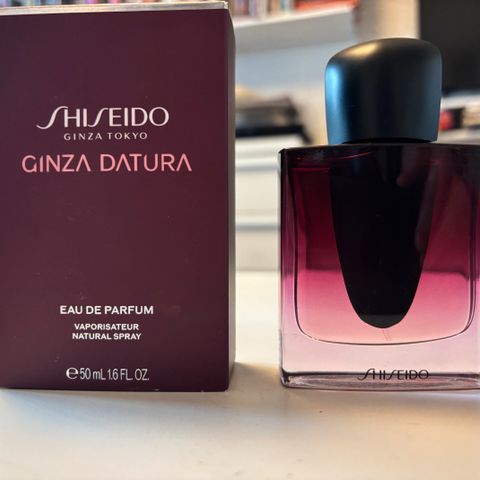 SHISEIDO
GINZA TOKYO
GINZA DATURA
EAU DE PARFUM
VAPORISATEUR
NATURAL SPRAY
℮ 50 mL 1.6 FL. OZ.
SHISEIDO